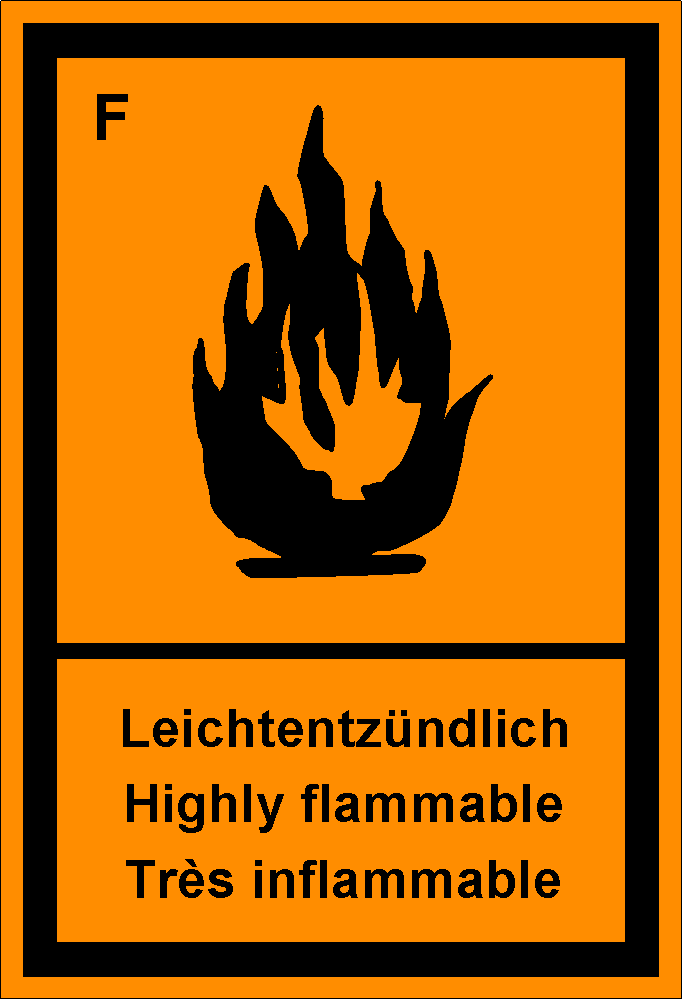 F
Leichtentzündlich
Highly flammable
Très inflammable